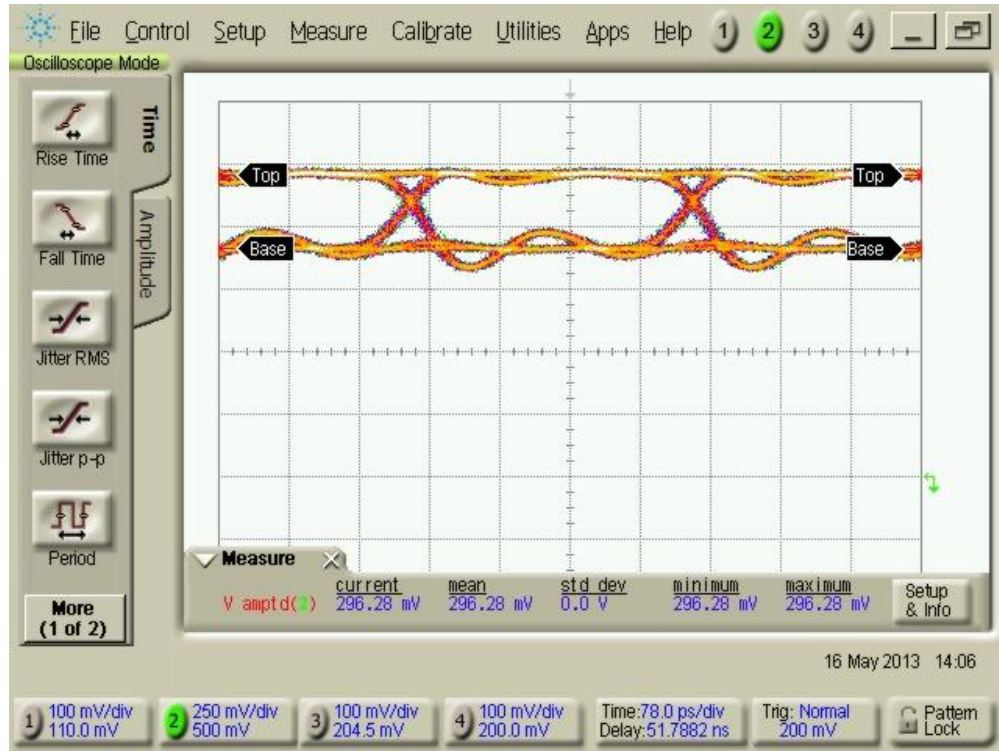 File Control Setup Measure Calibrate Utilities Apps Help 1 2 3 4
Oscilloscope Mode
Time
Amplitude
Rise Time
Fall Time
Jitter RMS
Jitter p-p
Period
More
(1 of 2)
Top Top
Base Base
Measure
current mean std dev minimum maximum
V amptd(2) 296.28 mV 296.28 mV 0.0 V 296.28 mV 296.28 mV
Setup
& Info
16 May 2013 14:06
1 100 mV/div
110.0 mV
2 250 mV/div
500 mV
3 100 mV/div
204.5 mV
4 100 mV/div
200.0 mV
Time:78.0 ps/div
Delay:51.7882 ns
Trig: Normal
200 mV
Pattern
Lock